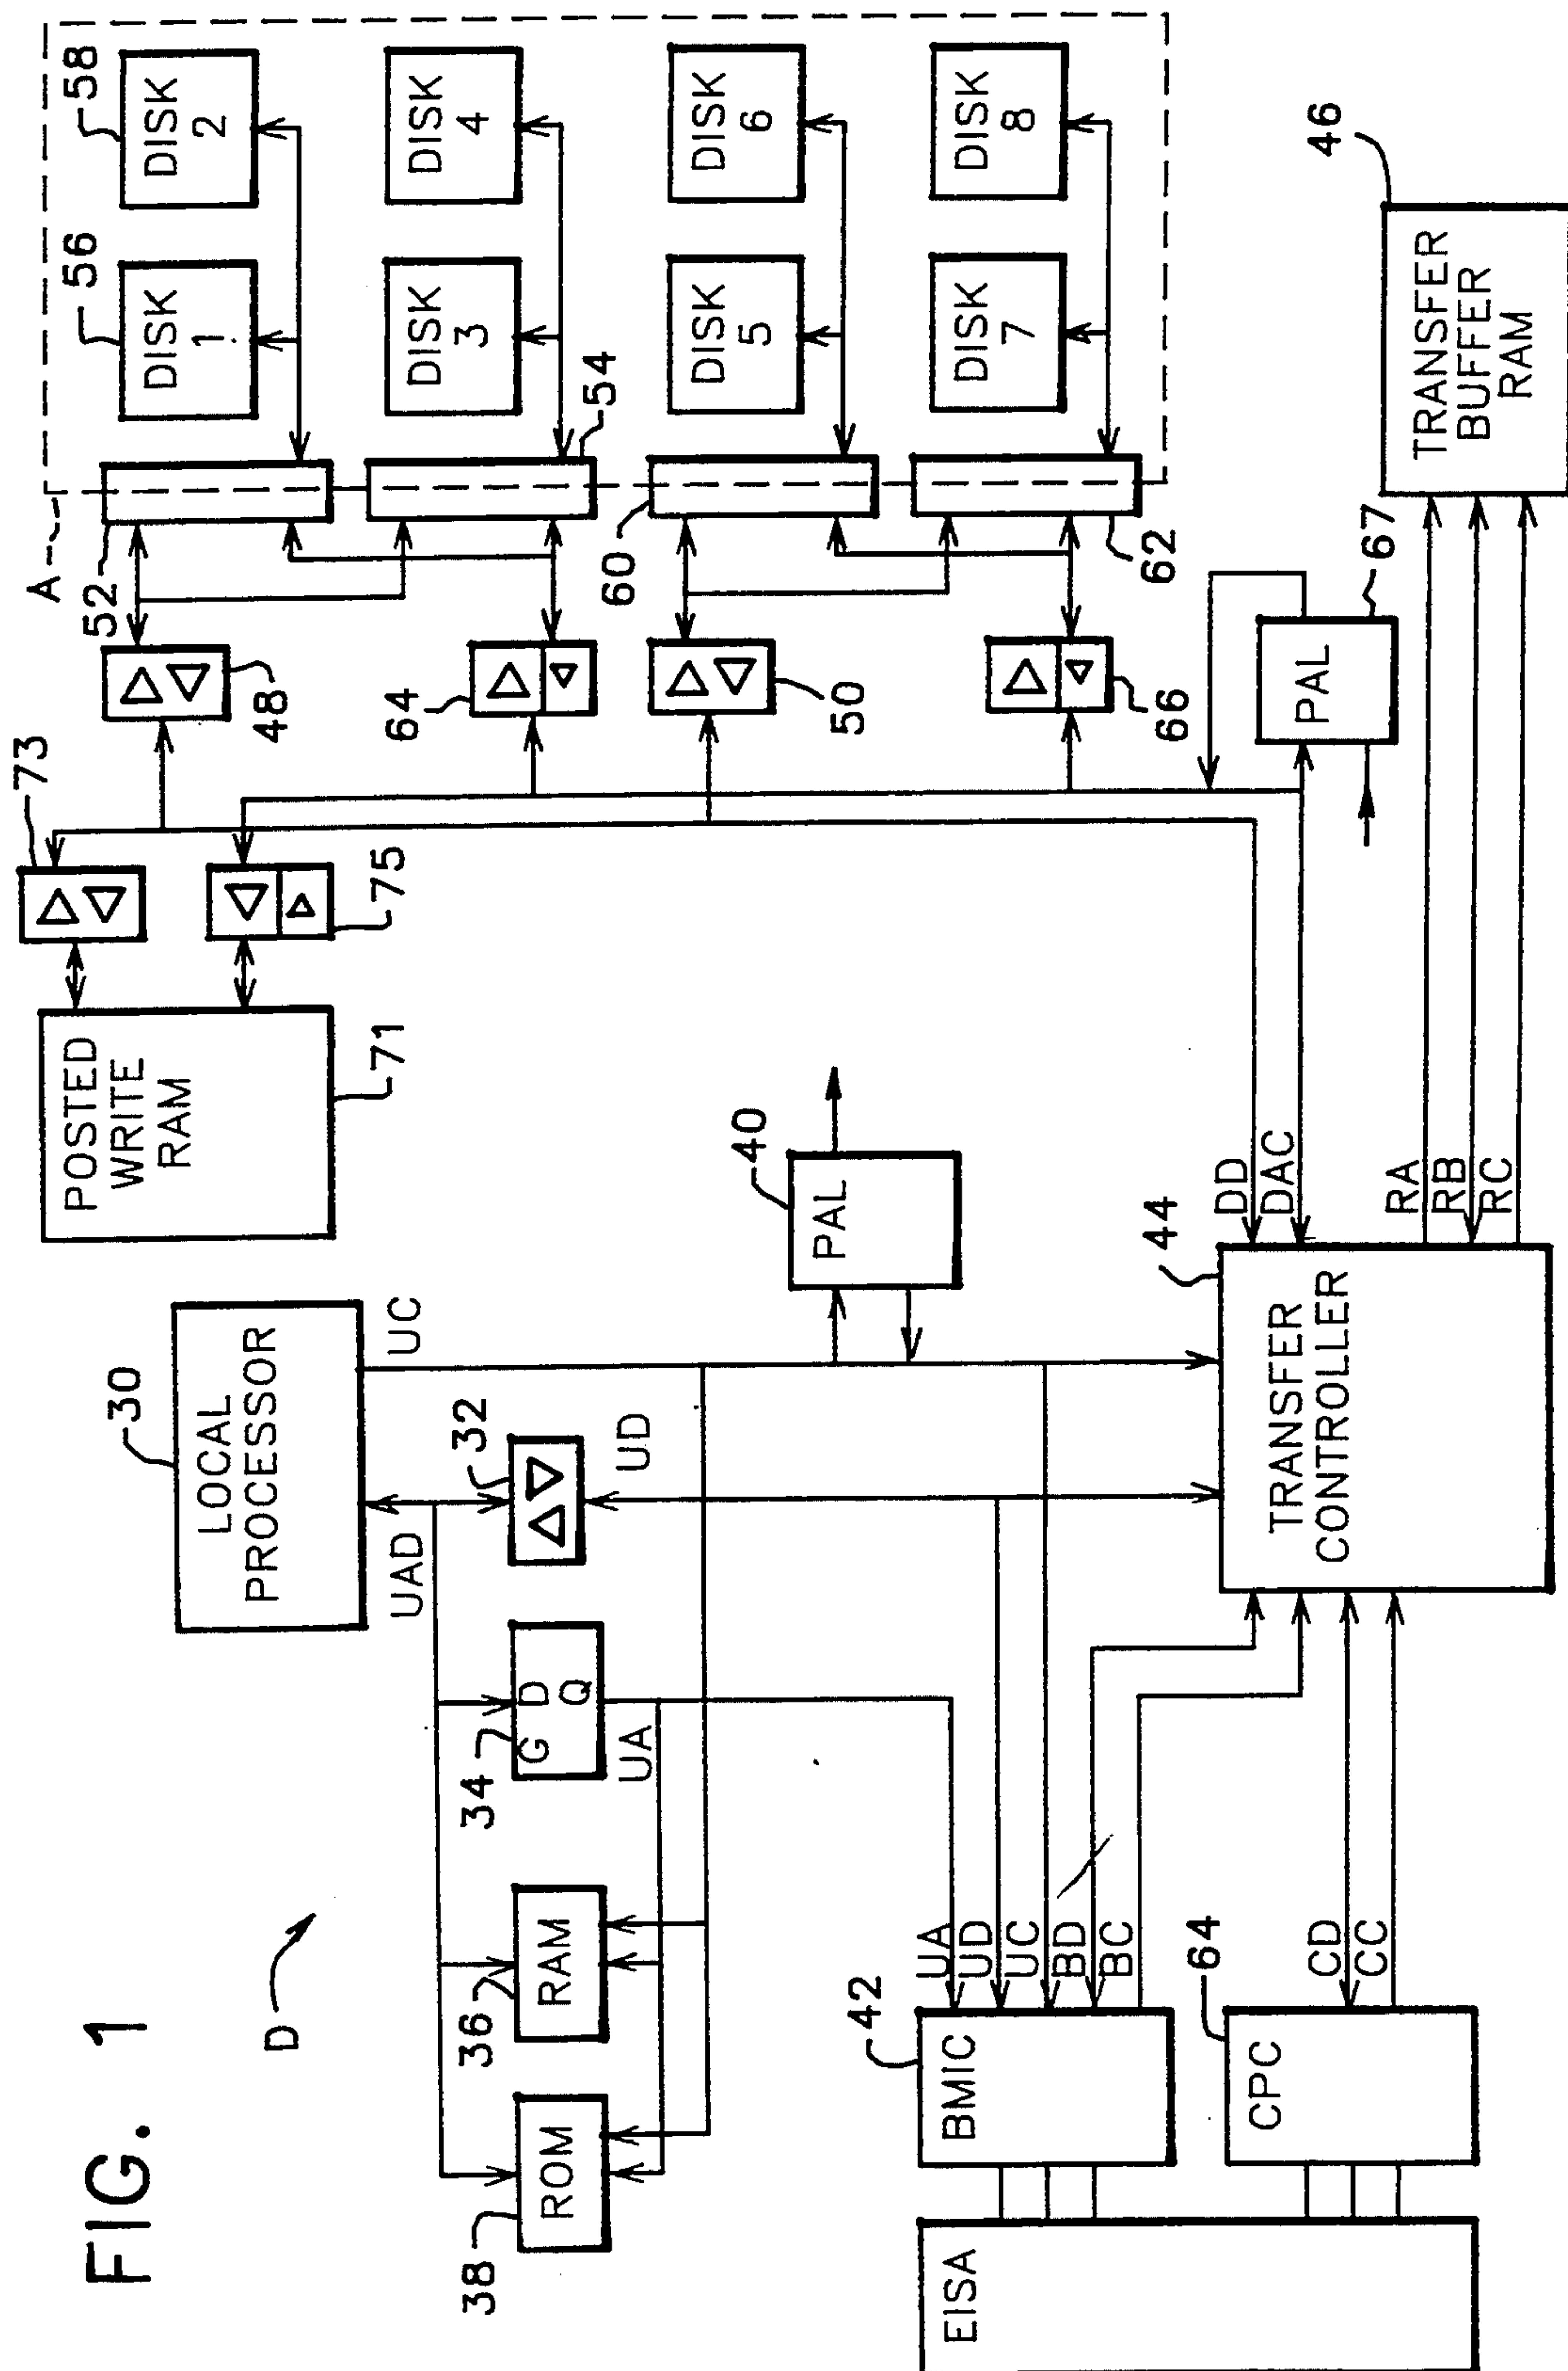 FIG. 1
D
38
ROM
36
RAM
34
G D
Q
UA
UAD
30
LOCAL
PROCESSOR
32
UD
UC
40
PAL
POSTED
WRITE
RAM
71
73
75
48
64
50
66
A
52
54
60
62
56
DISK
1
58
DISK
2
DISK
3
DISK
4
DISK
5
DISK
6
DISK
7
DISK
8
PAL
67
EISA
42
BMIC
UA
UD
UC
BD
BC
64
CPC
CD
CC
44
TRANSFER
CONTROLLER
DD
DAC
RA
RB
RC
46
TRANSFER
BUFFER
RAM